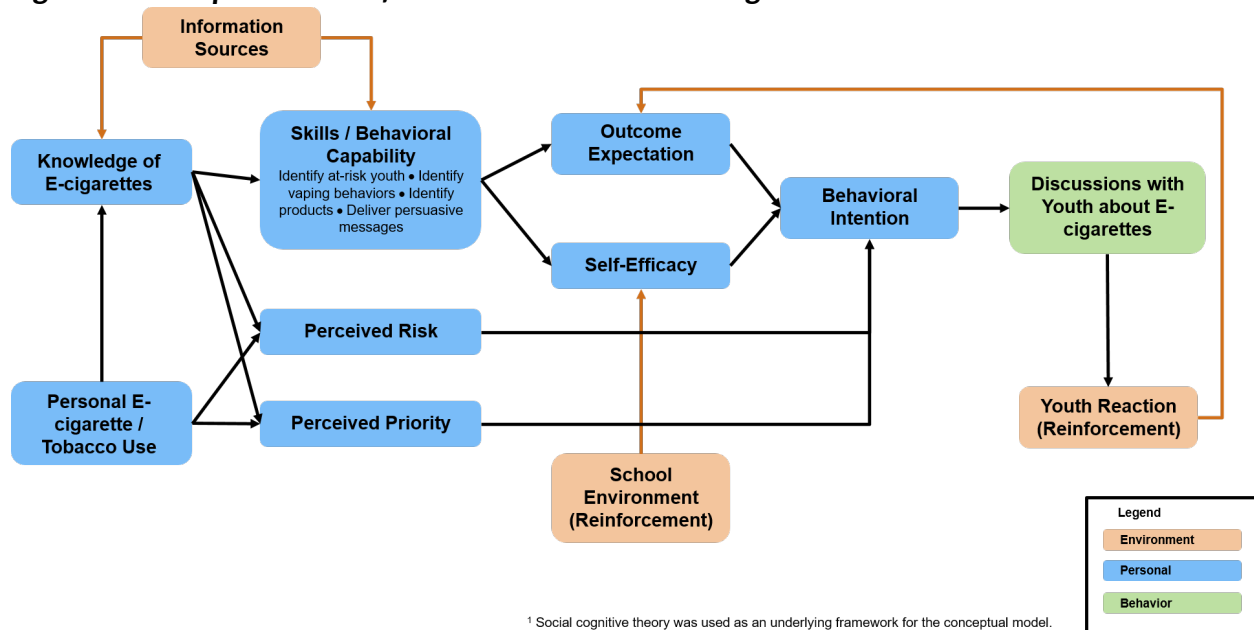 Information
Sources
Knowledge of
E-cigarettes
Skills / Behavioral
Capability
Identify at-risk youth • Identify
vaping behaviors • Identify
products • Deliver persuasive
messages
Outcome
Expectation
Self-Efficacy
Behavioral
Intention
Discussions with
Youth about E-
cigarettes
Perceived Risk
Perceived Priority
Personal E-
cigarette /
Tobacco Use
School
Environment
(Reinforcement)
Youth Reaction
(Reinforcement)
Legend
Environment
Personal
Behavior
¹ Social cognitive theory was used as an underlying framework for the conceptual model.